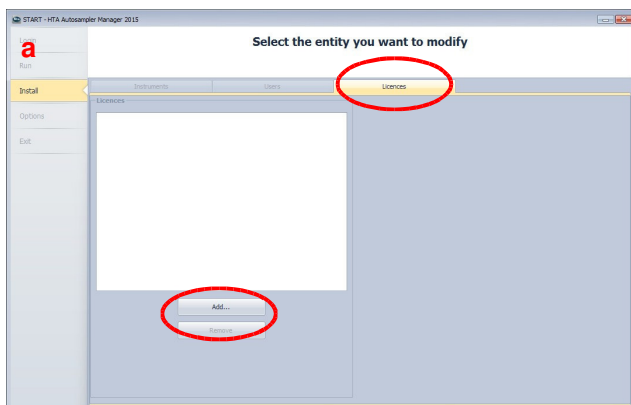 START - HTA Autosampler Manager 2015
Login
a
Select the entity you want to modify
Run
Install
Instruments
Users
Licences
Licences
Options
Exit
Add...
Remove